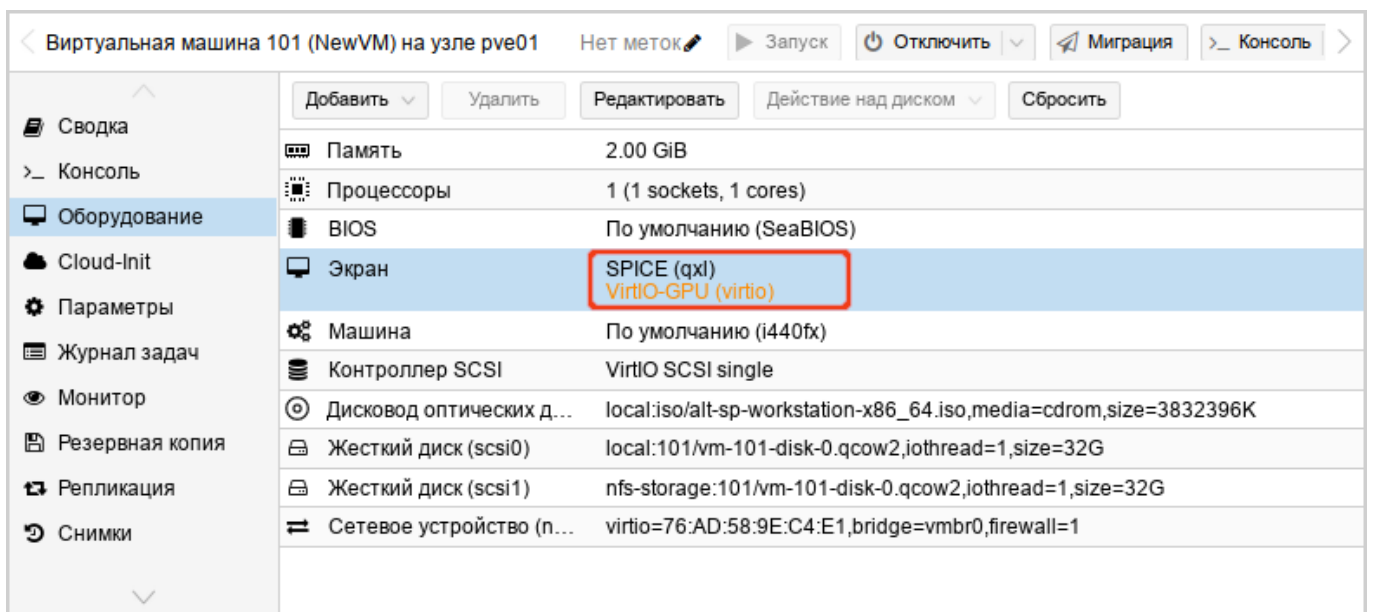 Виртуальная машина 101 (NewVM) на узле pve01 Нет меток Запуск Отключить Миграция >_ Консоль
Добавить Удалить Редактировать Действие над диском Сбросить
Сводка
>_ Консоль
Оборудование
Cloud-Init
Параметры
Журнал задач
Монитор
Резервная копия
Репликация
Снимки
Память 2.00 GiB
Процессоры 1 (1 sockets, 1 cores)
BIOS По умолчанию (SeaBIOS)
Экран SPICE (qxl)
VirtIO-GPU (virtio)
Машина По умолчанию (i440fx)
Контроллер SCSI VirtIO SCSI single
Дисковод оптических д... local:iso/alt-sp-workstation-x86_64.iso,media=cdrom,size=3832396K
Жесткий диск (scsi0) local:101/vm-101-disk-0.qcow2,iothread=1,size=32G
Жесткий диск (scsi1) nfs-storage:101/vm-101-disk-0.qcow2,iothread=1,size=32G
Сетевое устройство (n... virtio=76:AD:58:9E:C4:E1,bridge=vmbr0,firewall=1